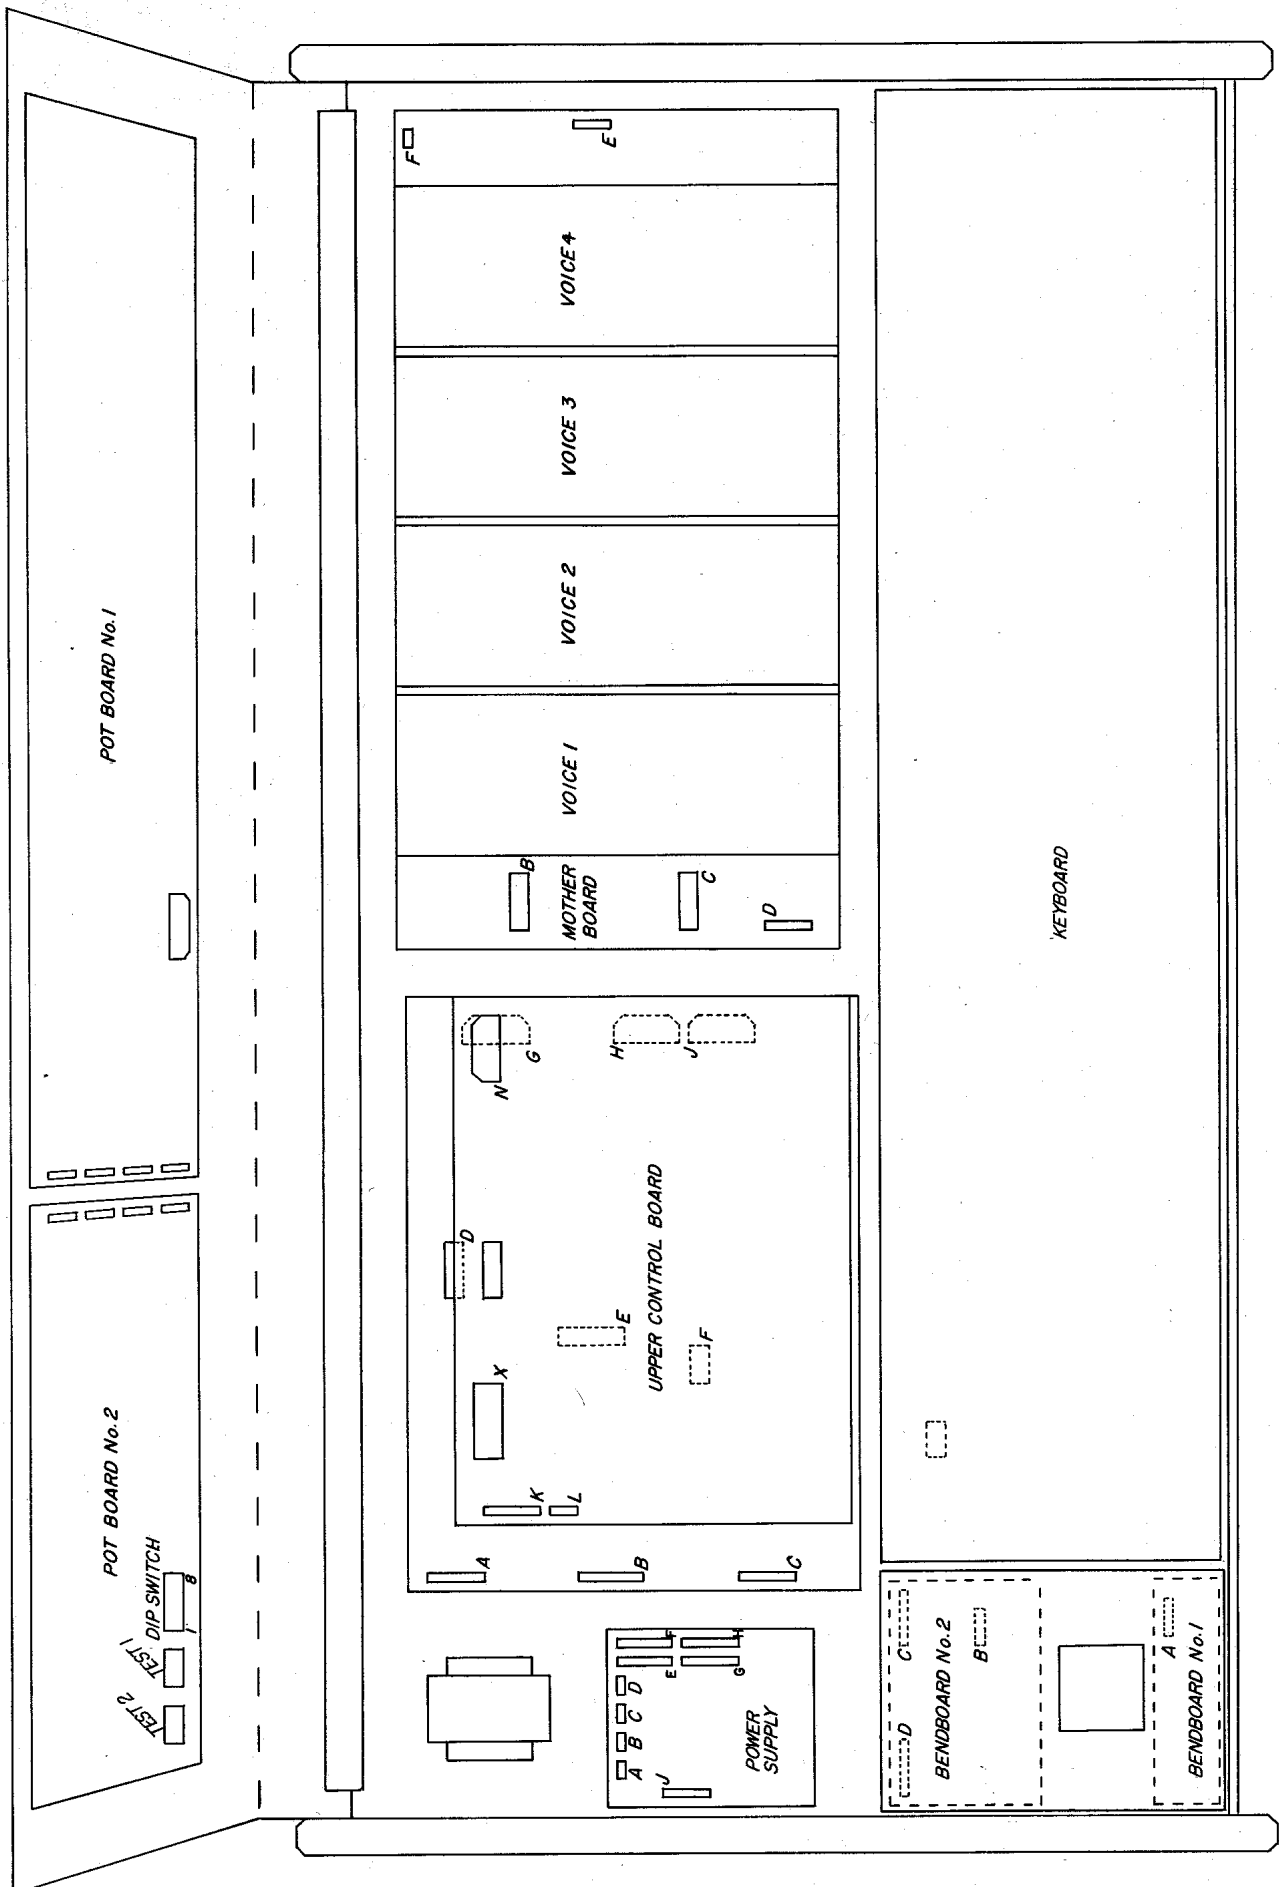 POT BOARD No.2
TEST 2
TEST 1
DIP SWITCH
1
8
POT BOARD No.1
A
B
C
D
E
F
G
H
J
POWER
SUPPLY
A
B
C
K
L
X
D
E
F
N
G
H
J
UPPER CONTROL BOARD
B
C
D
MOTHER
BOARD
VOICE 1
VOICE 2
VOICE 3
VOICE 4
F
E
D
C
B
BENDBOARD No.2
A
BENDBOARD No.1
KEYBOARD